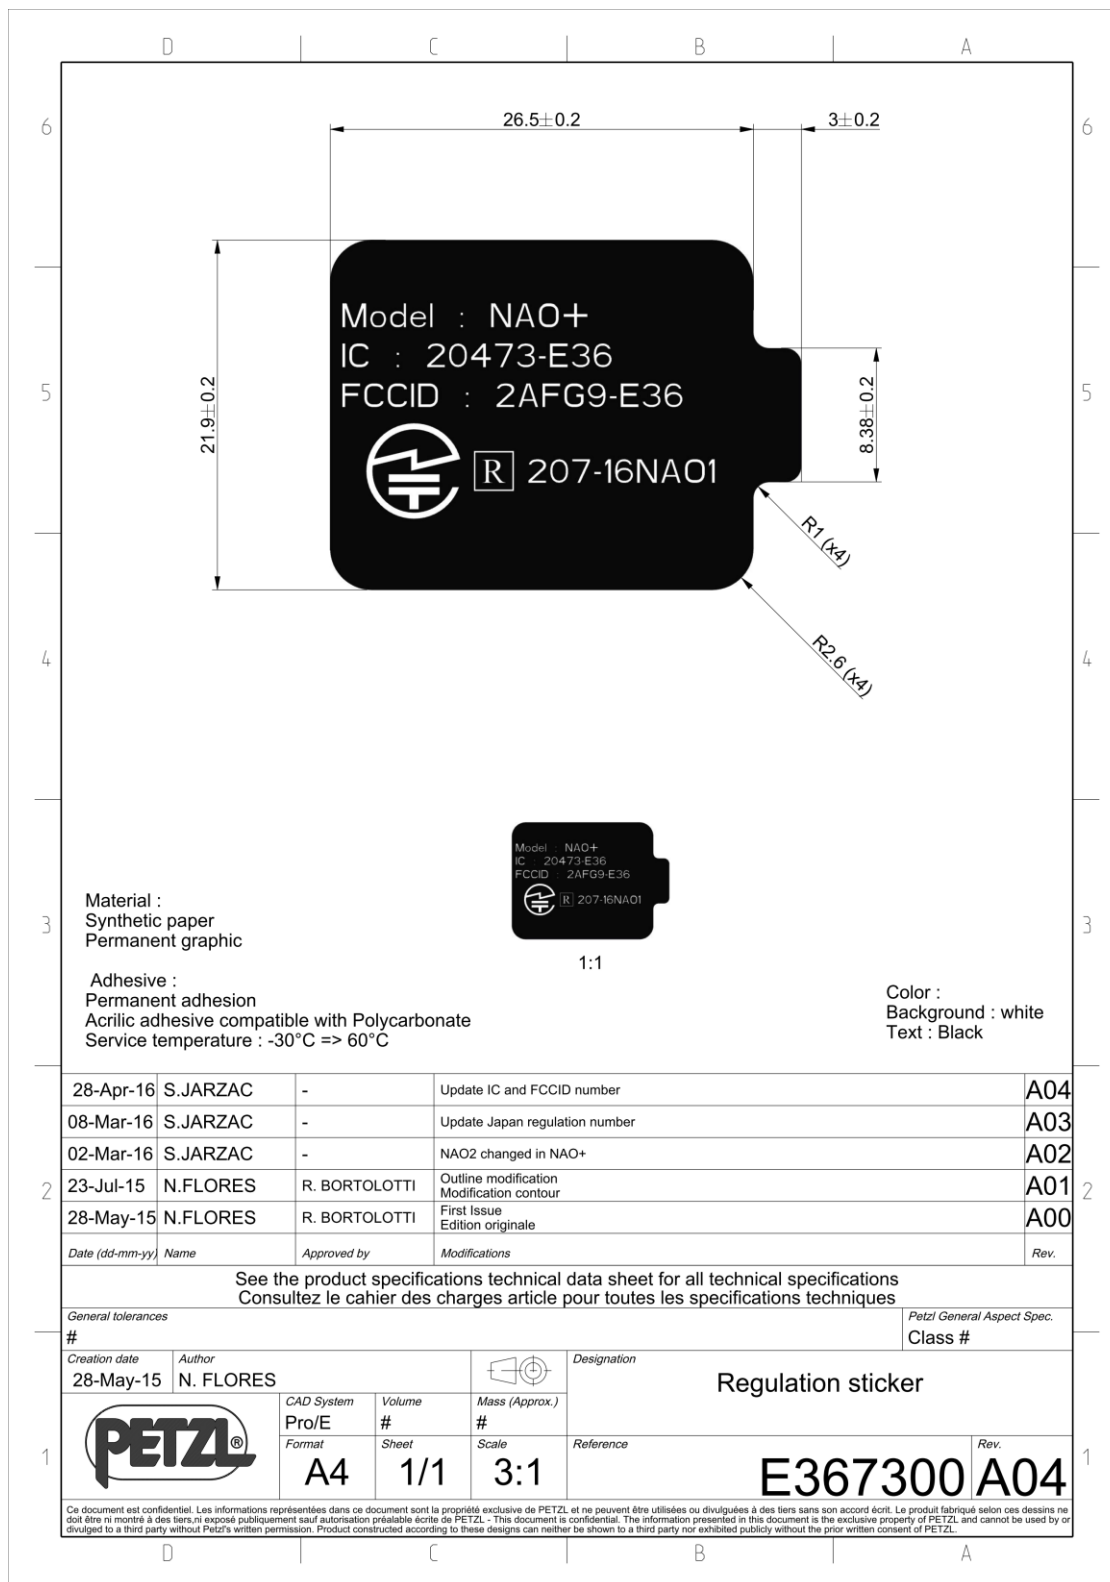 D C B A
6 6
26.5±0.2 3±0.2
21.9±0.2
Model : NAO+
IC : 20473-E36
FCCID : 2AFG9-E36
R 207-16NAO1
8.38±0.2
R1 (x4)
R2.6 (x4)
5 5
4 4
Model : NAO+
IC : 20473-E36
FCCID : 2AFG9-E36
R 207-16NAO1
1:1
3 3
Material :
Synthetic paper
Permanent graphic
Adhesive :
Permanent adhesion
Acrilic adhesive compatible with Polycarbonate
Service temperature : -30°C => 60°C
Color :
Background : white
Text : Black
28-Apr-16 S.JARZAC - Update IC and FCCID number A04
08-Mar-16 S.JARZAC - Update Japan regulation number A03
02-Mar-16 S.JARZAC - NAO2 changed in NAO+ A02
2 2
23-Jul-15 N.FLORES R. BORTOLOTTI Outline modification
Modification contour A01
28-May-15 N.FLORES R. BORTOLOTTI First Issue
Edition originale A00
Date (dd-mm-yy) Name Approved by Modifications Rev.
See the product specifications technical data sheet for all technical specifications
Consultez le cahier des charges article pour toutes les specifications techniques
General tolerances
#
Petzl General Aspect Spec.
Class #
Creation date Author Designation
28-May-15 N. FLORES
Regulation sticker
PETZL®
CAD System Volume Mass (Approx.)
Pro/E # #
Format Sheet Scale Reference Rev.
A4 1/1 3:1 E367300 A04
1 1
Ce document est confidentiel. Les informations représentées dans ce document sont la propriété exclusive de PETZL et ne peuvent être utilisées ou divulguées à des tiers sans son accord écrit. Le produit fabriqué selon ces dessins ne
doit être ni montré à des tiers,ni exposé publiquement sauf autorisation préalable écrite de PETZL - This document is confidential. The information presented in this document is the exclusive property of PETZL and cannot be used by or
divulged to a third party without Petzl's written permission. Product constructed according to these designs can neither be shown to a third party nor exhibited publicly without the prior written consent of PETZL.
D C B A